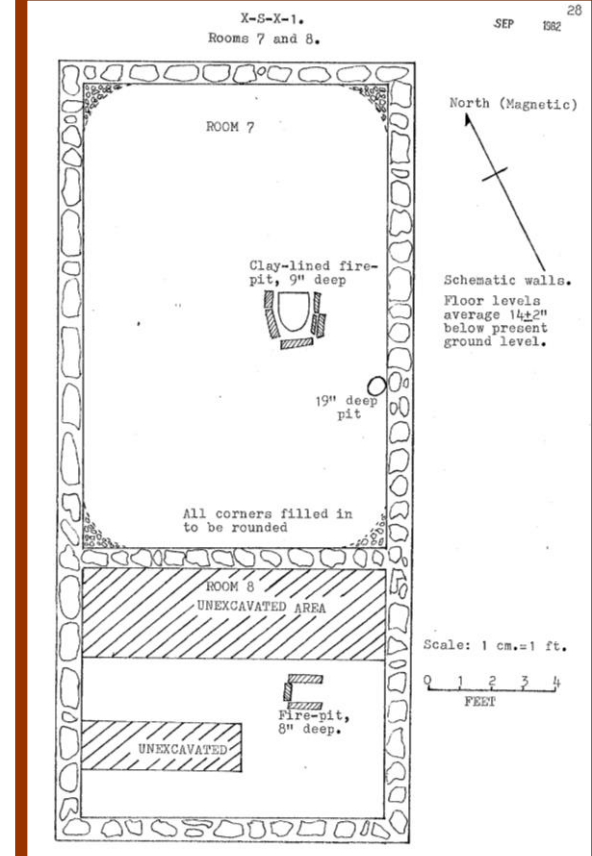 28
X-S-X-1.
SEP 1982
Rooms 7 and 8.
North (Magnetic)
ROOM 7
Clay-lined fire-
pit, 9" deep
Schematic walls.
Floor levels
average 14±2"
below present
ground level.
19" deep
pit
All corners filled in
to be rounded
ROOM 8
UNEXCAVATED AREA
Scale: 1 cm.=1 ft.
0 1 2 3 4
FEET
Fire-pit,
8" deep.
UNEXCAVATED